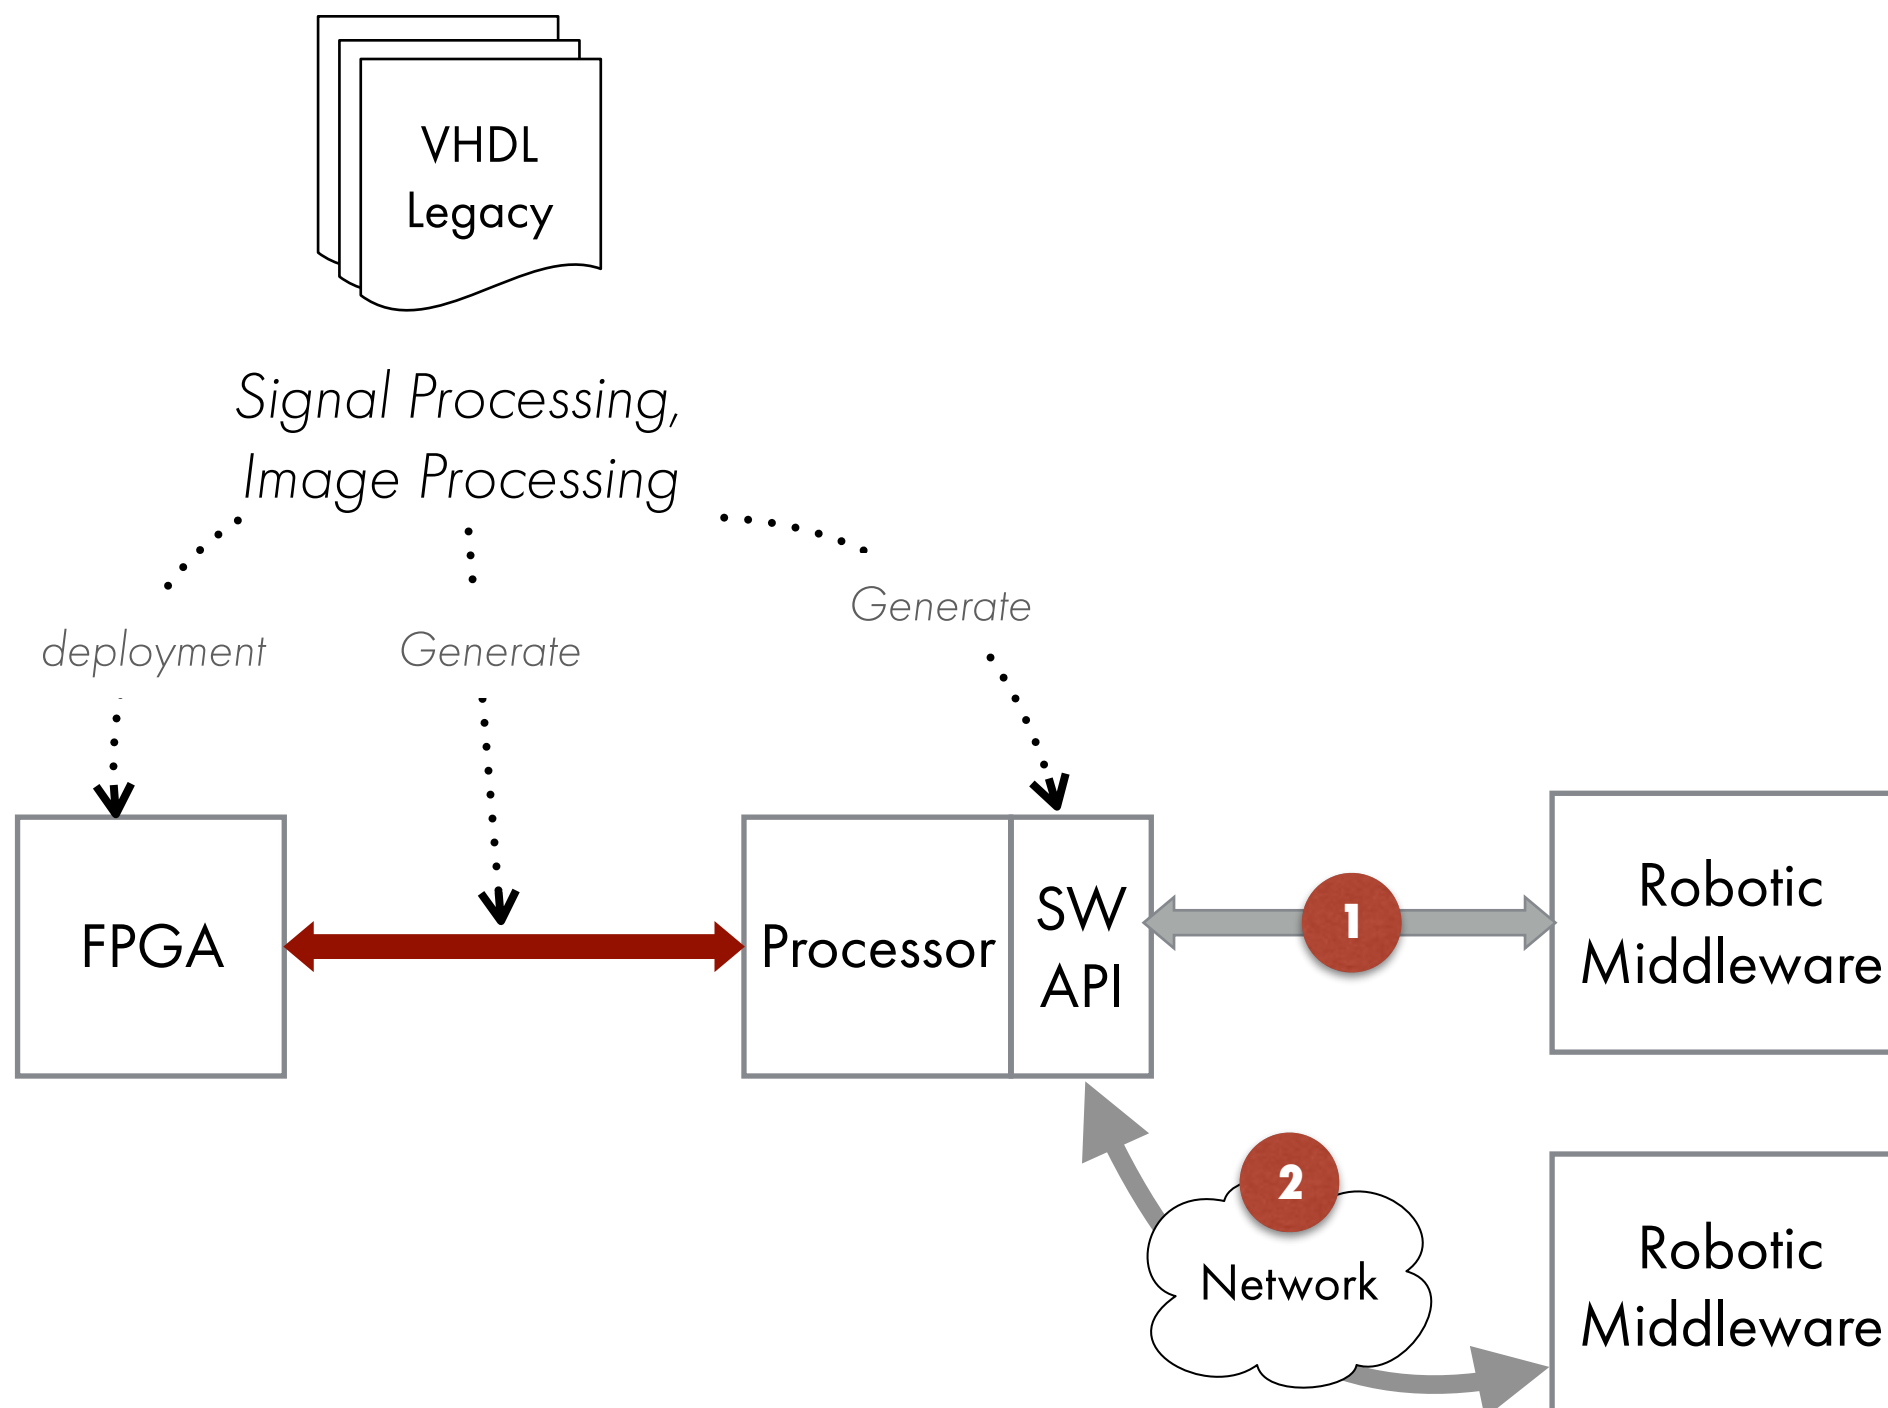 VHDL
Legacy
Signal Processing,
Image Processing
Generate
deployment
Generate
FPGA
Processor
SW
API
1
Robotic
Middleware
2
Network
Robotic
Middleware